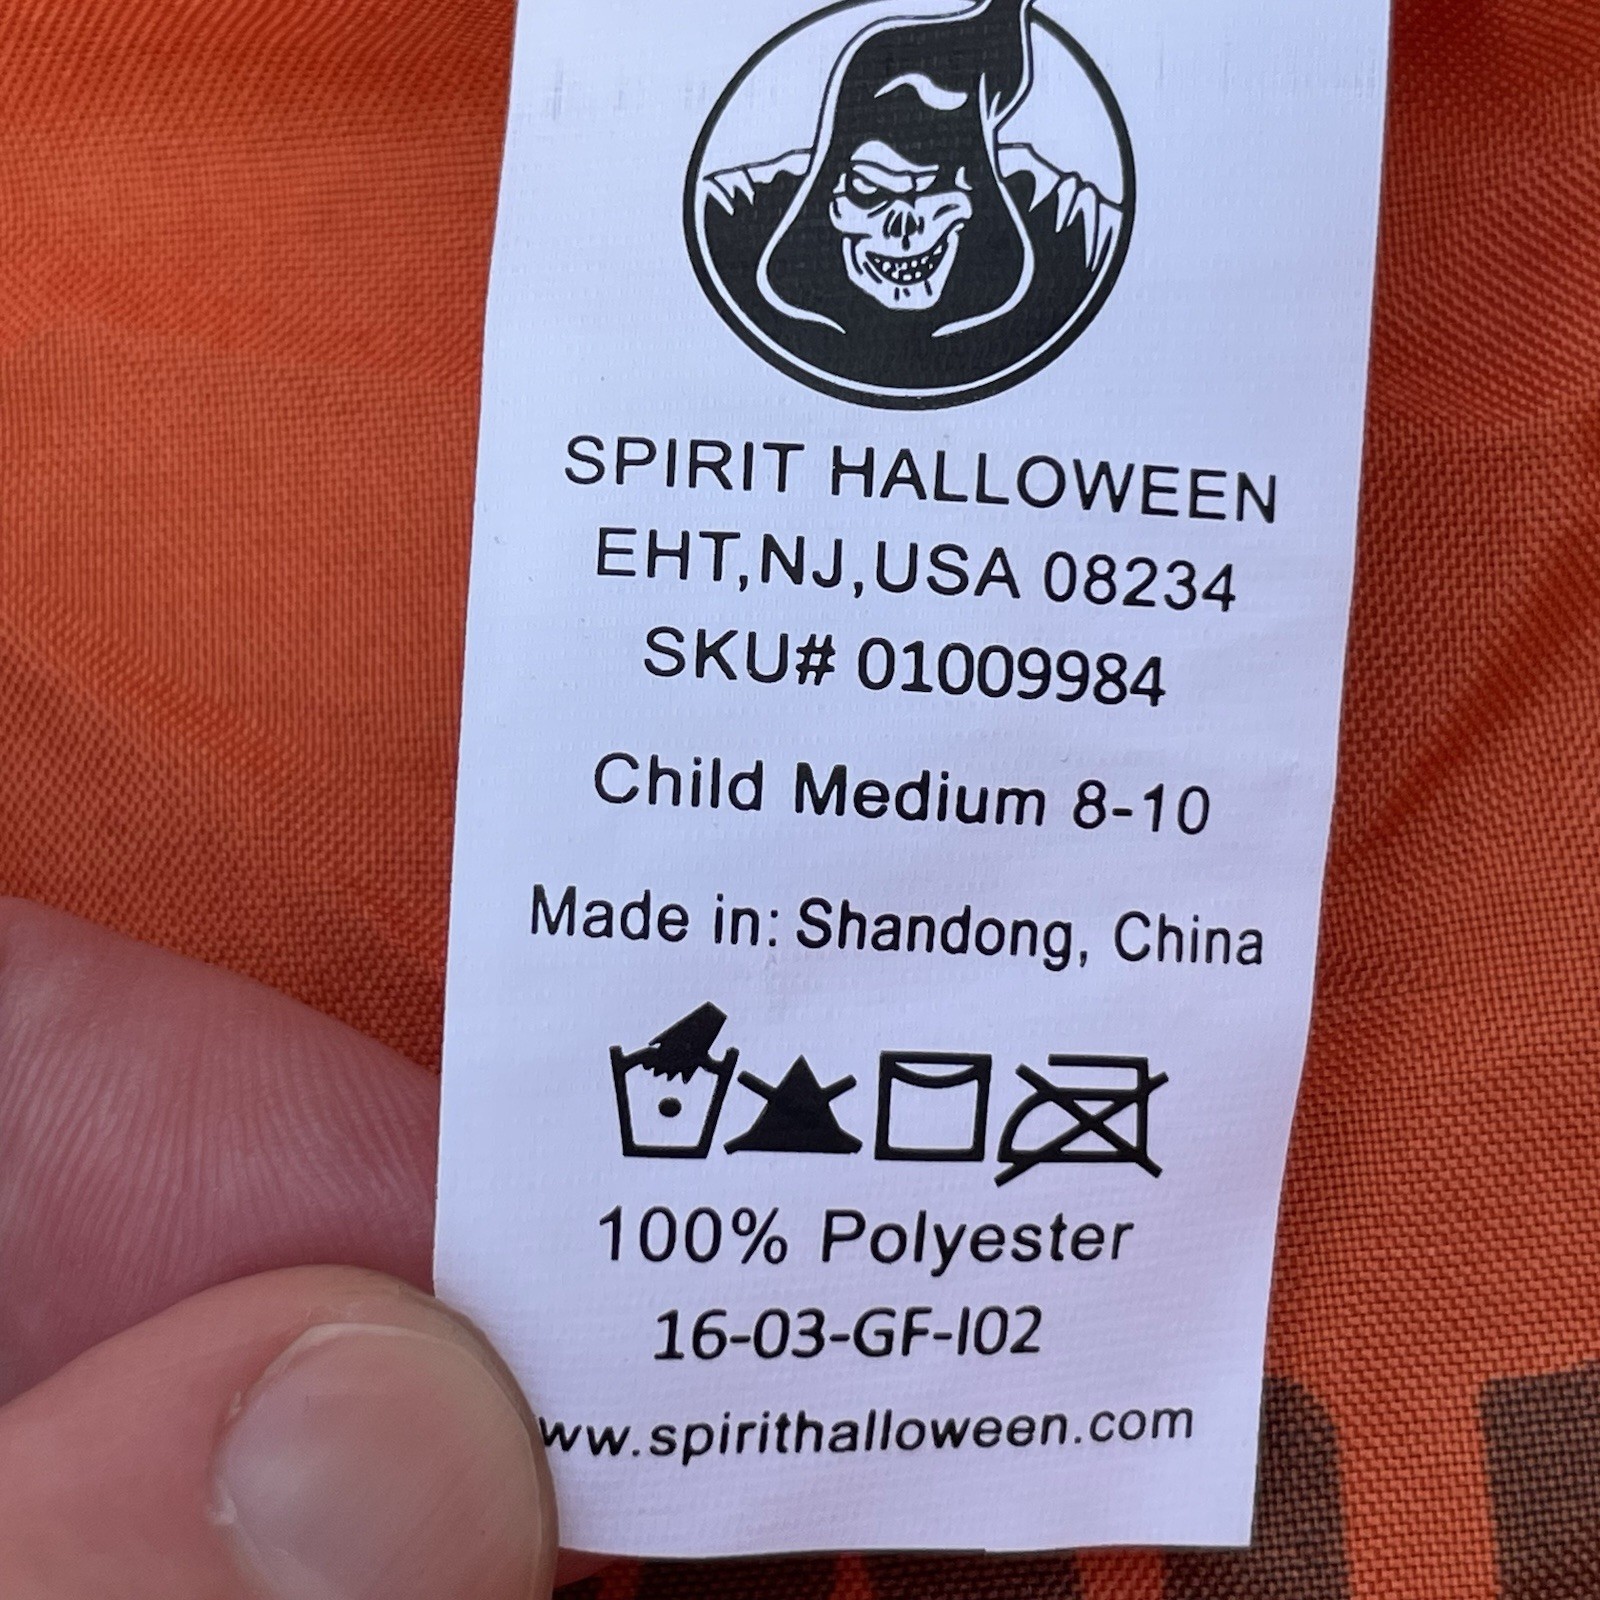 SPIRIT HALLOWEEN
EHT,NJ,USA 08234
SKU# 01009984
Child Medium 8-10
Made in: Shandong, China
100% Polyester
16-03-GF-I02
ww.spirithalloween.com